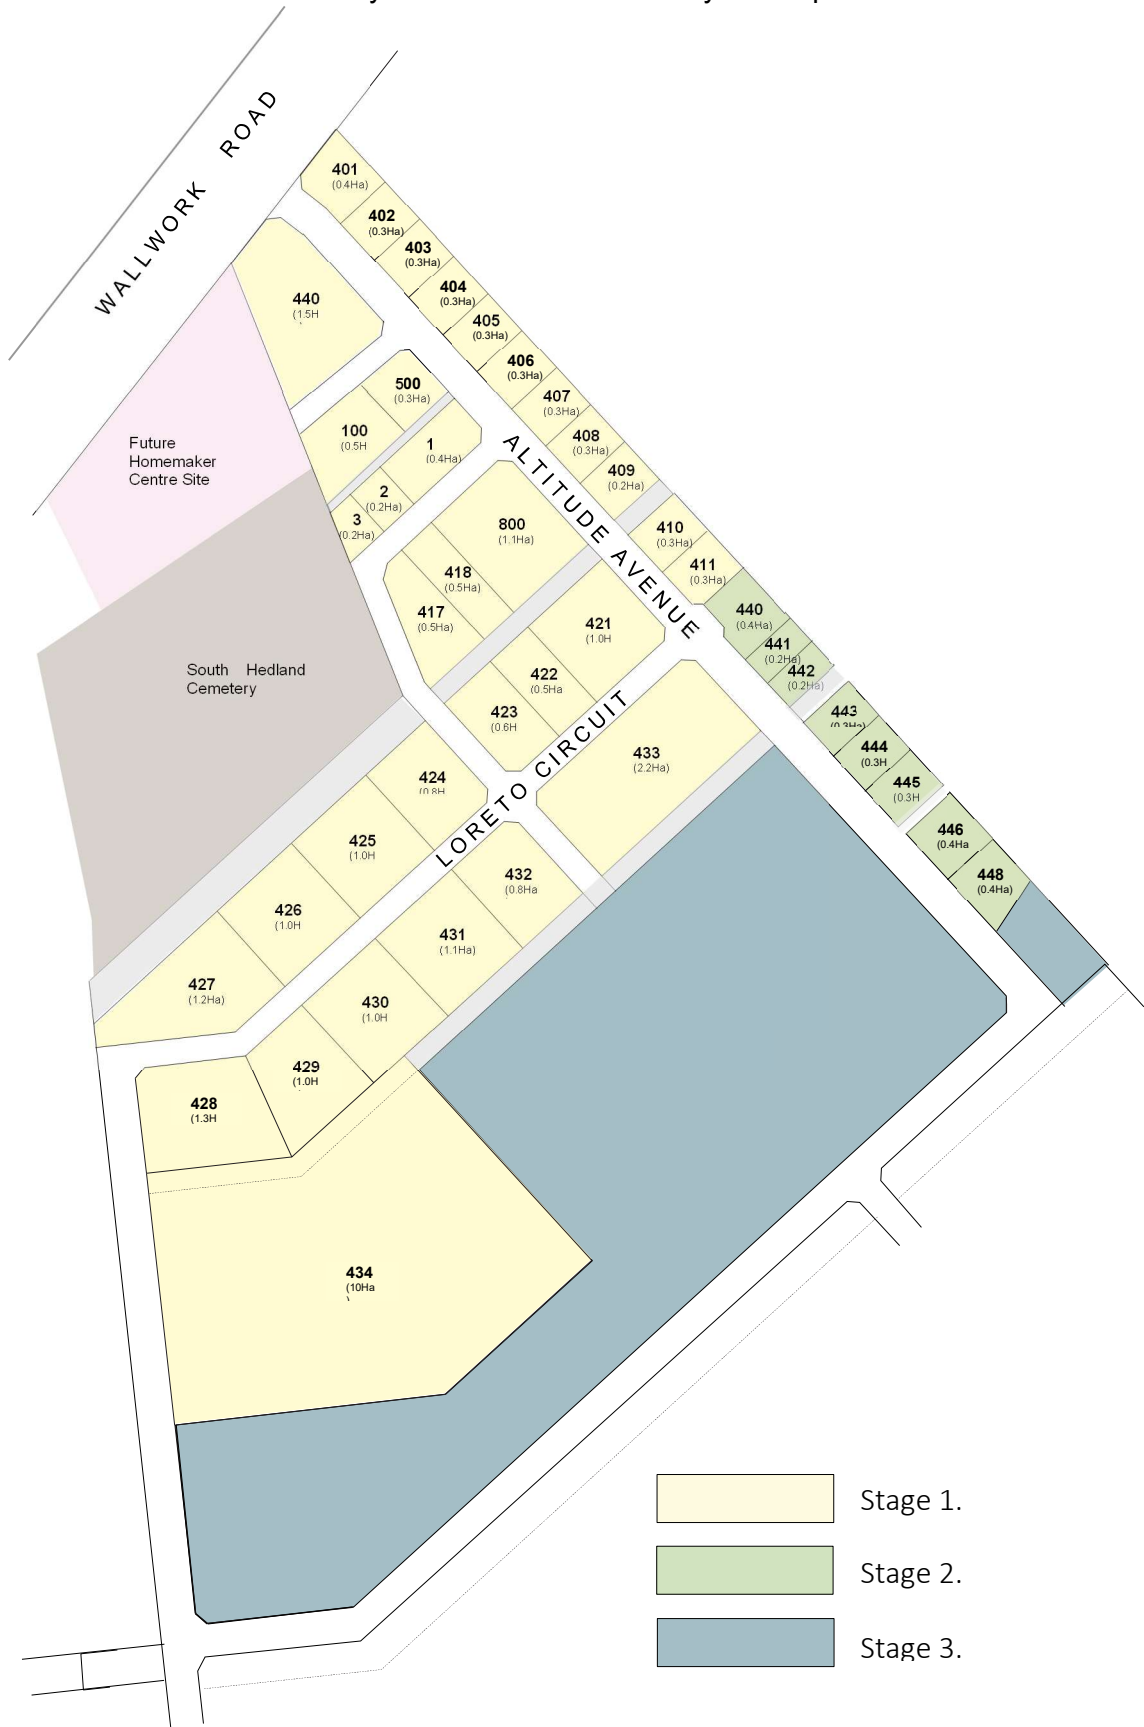 WALLWORK ROAD
401
(0.4Ha)
402
(0.3Ha)
403
(0.3Ha)
404
(0.3Ha)
405
(0.3Ha)
406
(0.3Ha)
407
(0.3Ha)
408
(0.3Ha)
409
(0.2Ha)
440
(1.5H
500
(0.3Ha)
100
(0.5H
1
(0.4Ha)
2
(0.2Ha)
3
(0.2Ha)
Future
Homemaker
Centre Site
ALTITUDE AVENUE
800
(1.1Ha)
410
(0.3Ha)
411
(0.3Ha)
418
(0.5Ha)
417
(0.5Ha)
421
(1.0H
422
(0.5Ha
423
(0.6H
440
(0.4Ha)
441
(0.2Ha)
442
(0.2Ha)
443
(0.3Ha)
444
(0.3H
445
(0.3H
446
(0.4Ha
448
(0.4Ha)
South Hedland
Cemetery
LORETO CIRCUIT
433
(2.2Ha)
424
(0.8H
425
(1.0H
426
(1.0H
427
(1.2Ha)
432
(0.8Ha
431
(1.1Ha)
430
(1.0H
429
(1.0H
428
(1.3H
434
(10Ha
\
Stage 1.
Stage 2.
Stage 3.